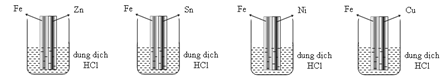 Fe Zn Fe Sn Fe Ni Fe Cu
dung dịch dung dịch dung dịch dung dịch
HCl HCl HCl HCl